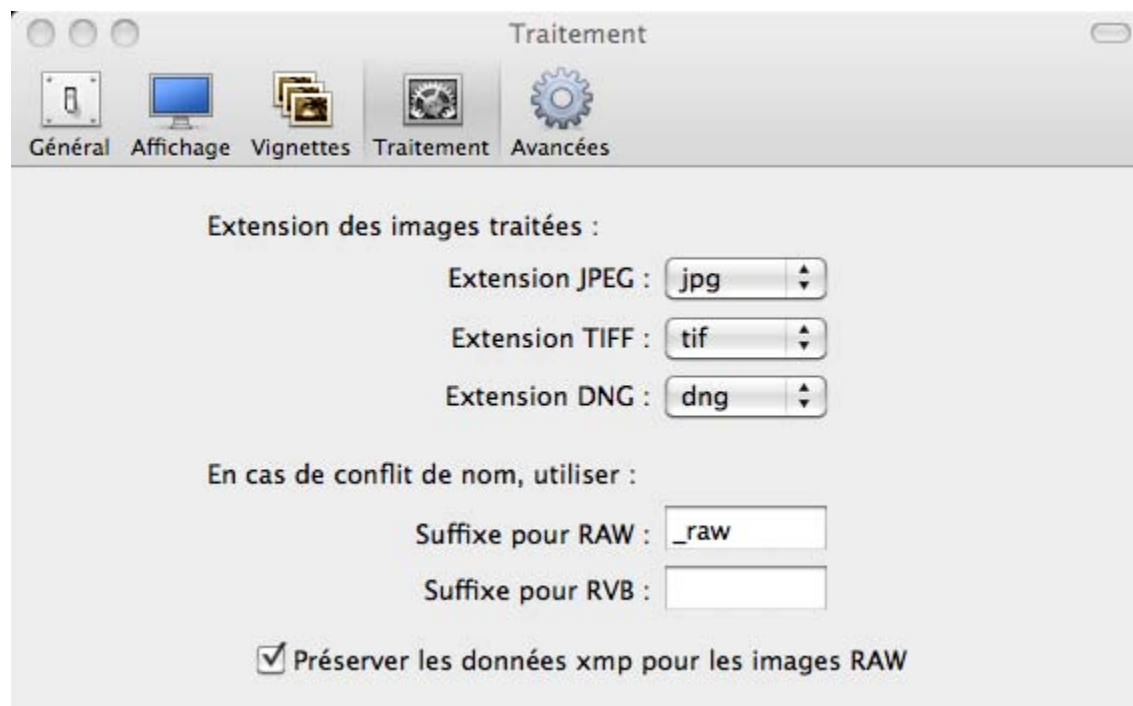 Traitement
Général Affichage Vignettes Traitement Avancées
Extension des images traitées :
Extension JPEG : jpg
Extension TIFF : tif
Extension DNG : dng
En cas de conflit de nom, utiliser :
Suffixe pour RAW : _raw
Suffixe pour RVB :
Préserver les données xmp pour les images RAW